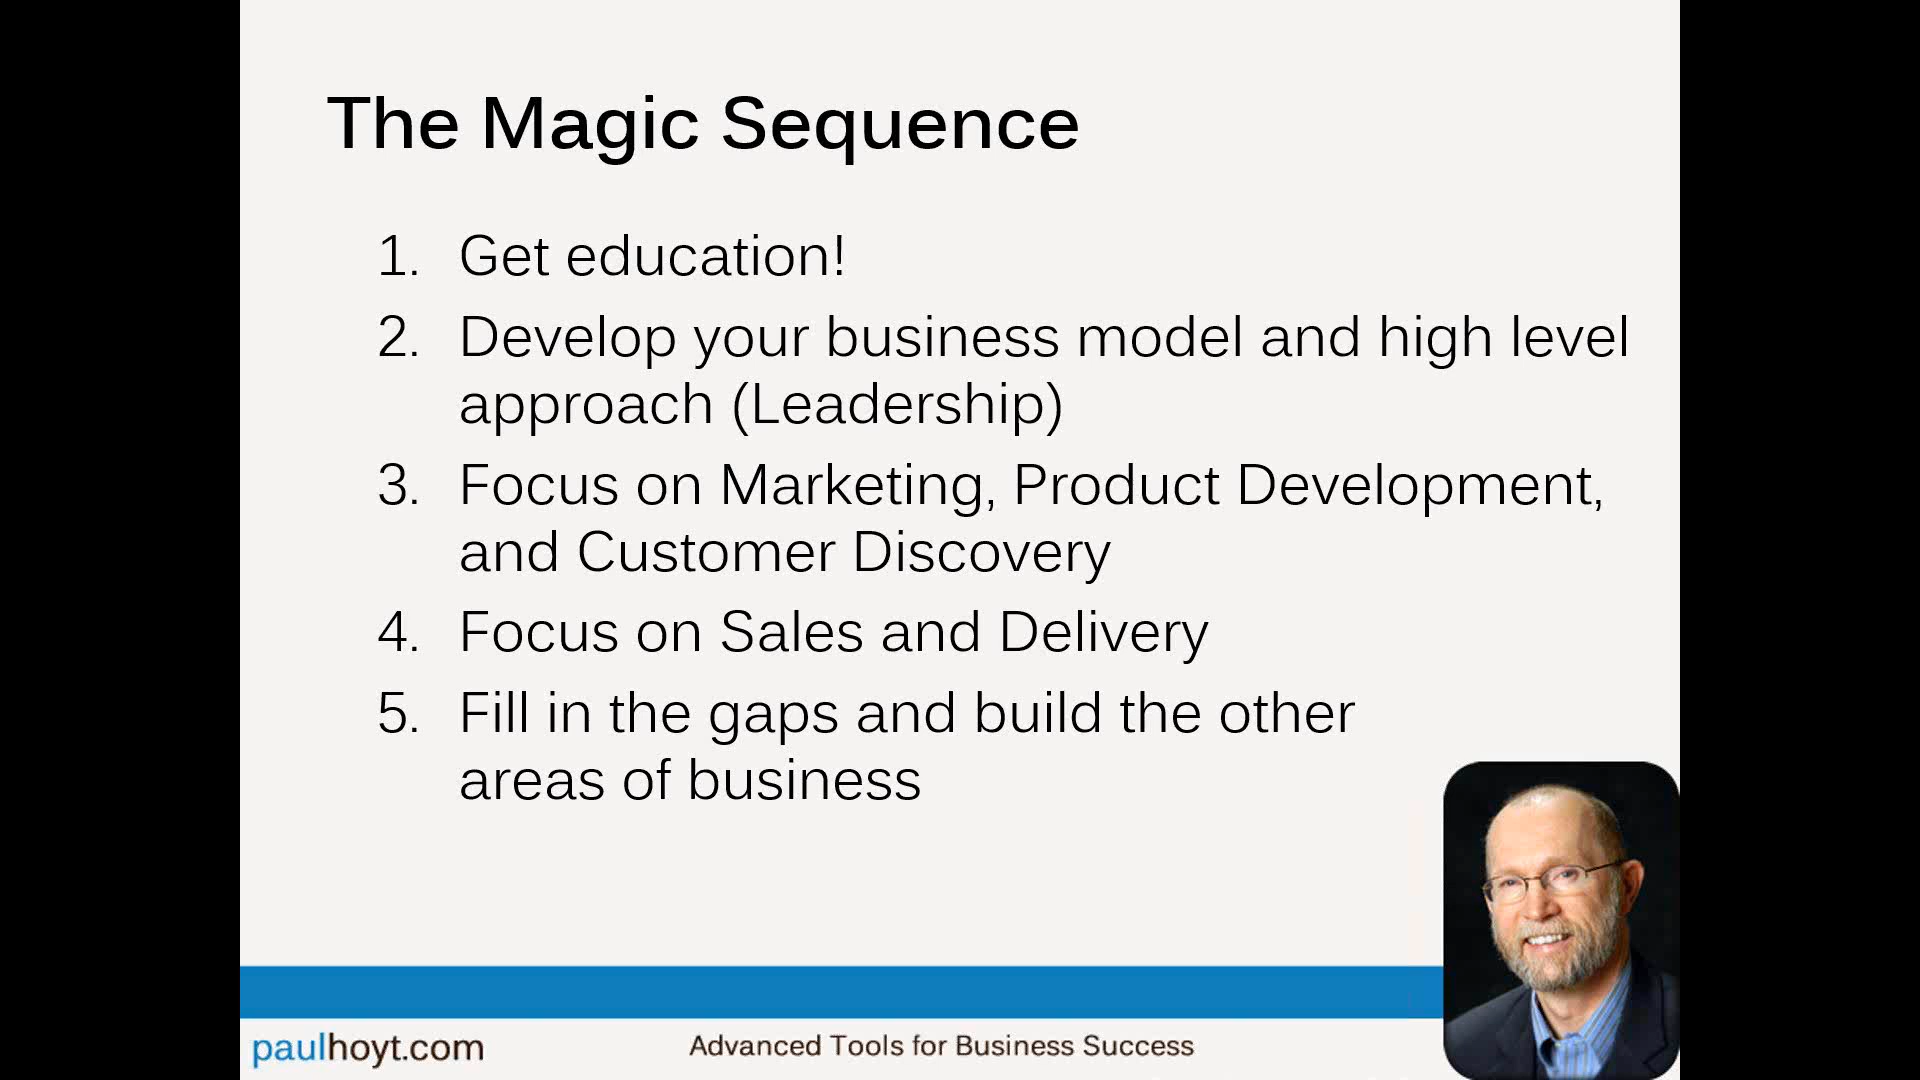 The Magic Sequence
1. Get education!
2. Develop your business model and high level
approach (Leadership)
3. Focus on Marketing, Product Development,
and Customer Discovery
4. Focus on Sales and Delivery
5. Fill in the gaps and build the other
areas of business
paulhoyt.com
Advanced Tools for Business Success